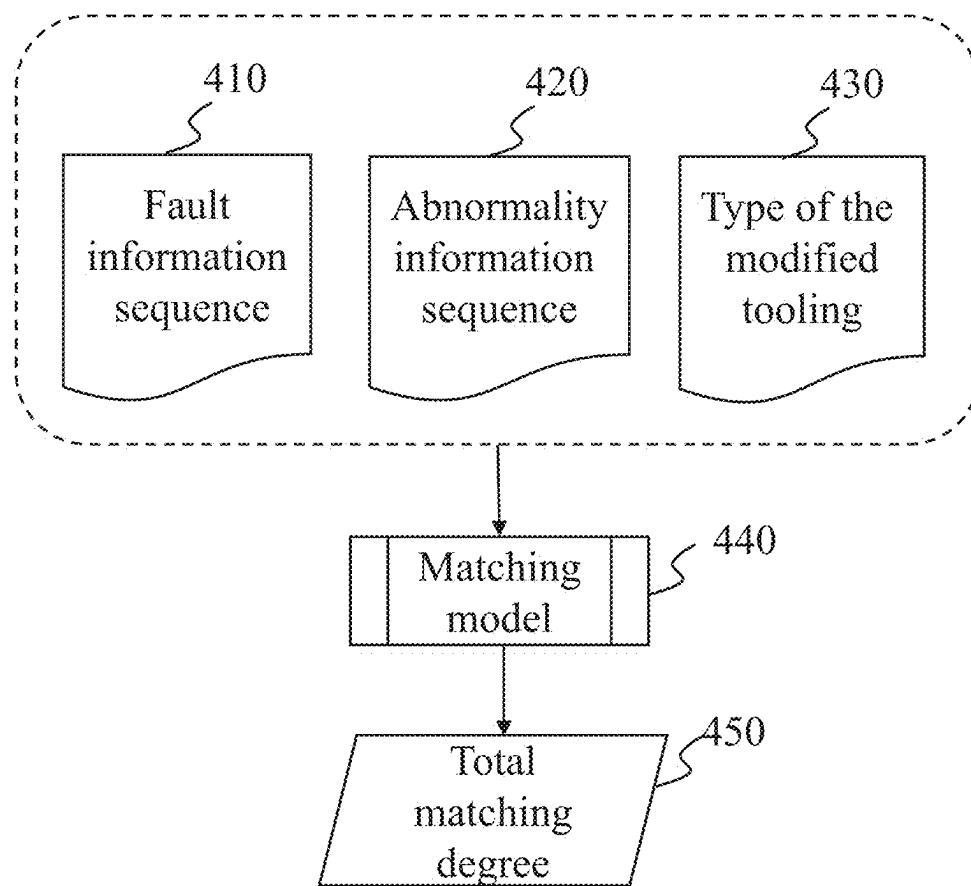 410
420
430
Fault
information
sequence
Abnormality
information
sequence
Type of the
modified
tooling
440
Matching
model
450
Total
matching
degree